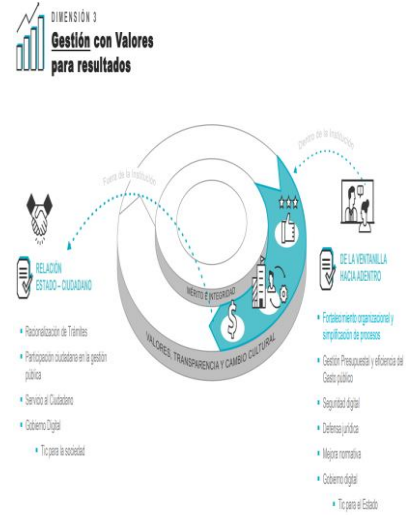 DIMENSIÓN 3
Gestión con Valores
para resultados
Fuera de la Institución
Dentro de la Institución
RELACIÓN
ESTADO - CIUDADANO
Racionalización de Trámites
Participación ciudadana en la gestión
pública
Servicio al Ciudadano
Gobierno Digital
Tic para la sociedad
MÉRITO E INTEGRIDAD
VALORES, TRANSPARENCIA Y CAMBIO CULTURAL
DE LA VENTANILLA
HACIA ADENTRO
Fortalecimiento organizacional y
simplificación de procesos
Gestión Presupuestal y eficiencia del
Gasto público
Seguridad digital
Defensa jurídica
Mejora normativa
Gobierno digital
Tic para el Estado